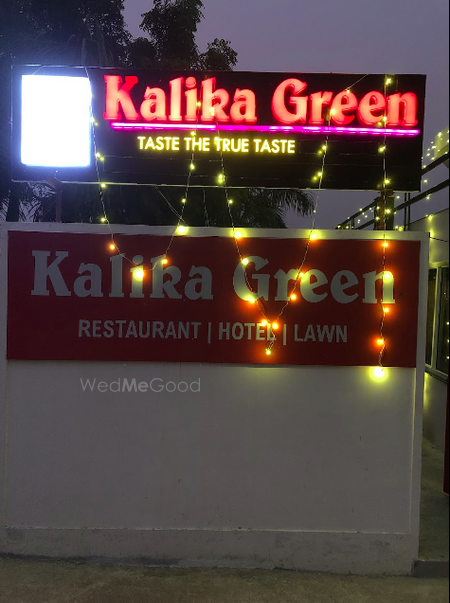 Kalika Green
TASTE THE TRUE TASTE
Kalika Green
RESTAURANT | HOTEL | LAWN
WedMeGood